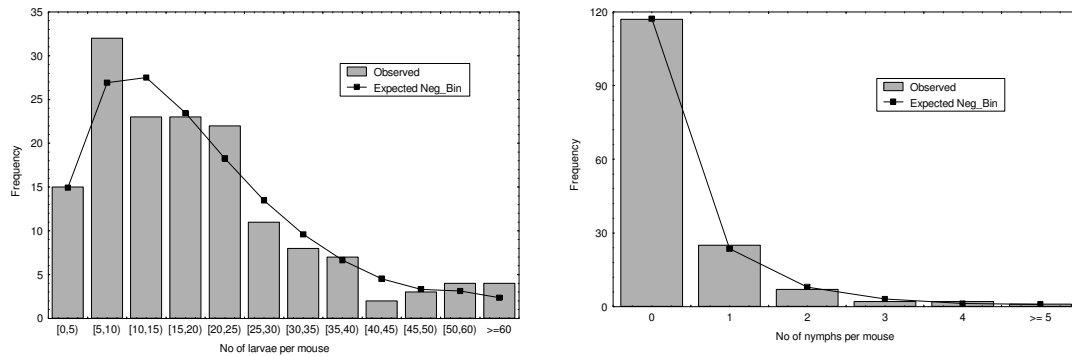 35
30
25
20
15
10
5
0
Frequency
Observed
Expected Neg_Bin
[0,5) [5,10) [10,15) [15,20) [20,25) [25,30) [30,35) [35,40) [40,45) [45,50) [50,60) >=60
No of larvae per mouse
120
90
60
30
0
Frequency
Observed
Expected Neg_Bin
0 1 2 3 4 >= 5
No of nymphs per mouse